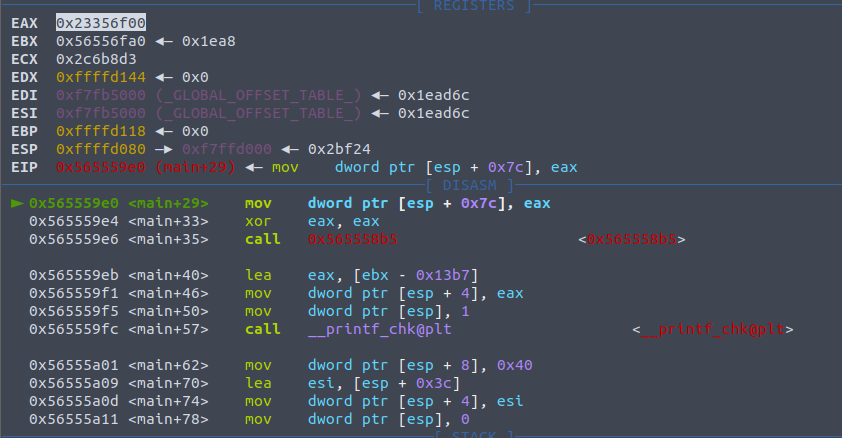 [ REGISTERS ]
EAX 0x23356f00
EBX 0x56556fa0 ◂— 0x1ea8
ECX 0x2c6b8d3
EDX 0xffffd144 ◂— 0x0
EDI 0xf7fb5000 (_GLOBAL_OFFSET_TABLE_) ◂— 0x1ead6c
ESI 0xf7fb5000 (_GLOBAL_OFFSET_TABLE_) ◂— 0x1ead6c
EBP 0xffffd118 ◂— 0x0
ESP 0xffffd080 —▸ 0xf7ffd000 ◂— 0x2bf24
EIP 0x565559e0 (main+29) ◂— mov dword ptr [esp + 0x7c], eax
[ DISASM ]
► 0x565559e0 <main+29> mov dword ptr [esp + 0x7c], eax
0x565559e4 <main+33> xor eax, eax
0x565559e6 <main+35> call 0x565558b5 <0x565558b5>
0x565559eb <main+40> lea eax, [ebx - 0x13b7]
0x565559f1 <main+46> mov dword ptr [esp + 4], eax
0x565559f5 <main+50> mov dword ptr [esp], 1
0x565559fc <main+57> call __printf_chk@plt <__printf_chk@plt>
0x56555a01 <main+62> mov dword ptr [esp + 8], 0x40
0x56555a09 <main+70> lea esi, [esp + 0x3c]
0x56555a0d <main+74> mov dword ptr [esp + 4], esi
0x56555a11 <main+78> mov dword ptr [esp], 0
[ STACK ]